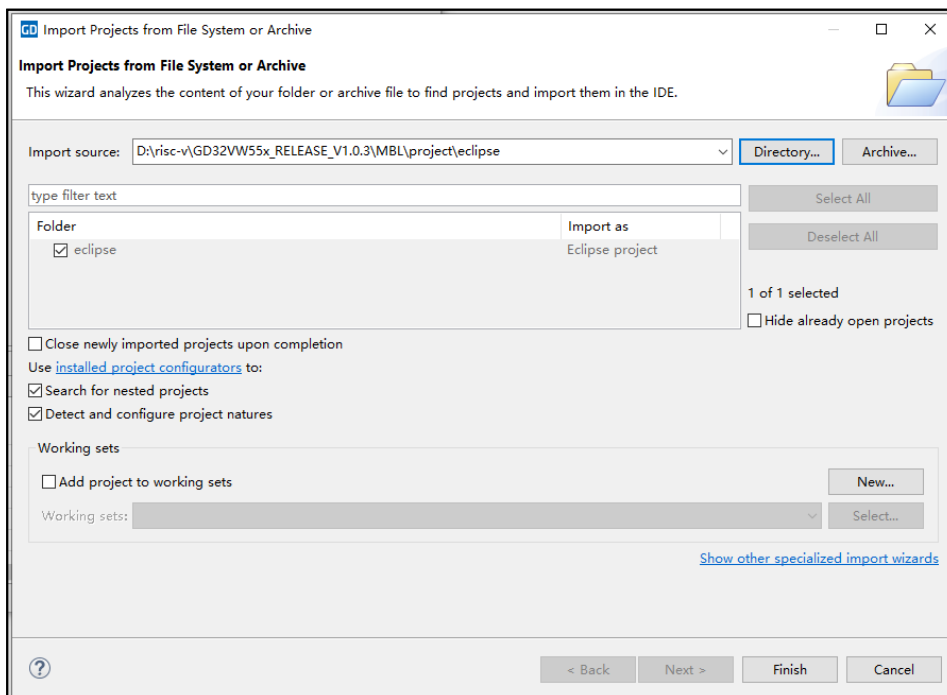 GD Import Projects from File System or Archive
Import Projects from File System or Archive
This wizard analyzes the content of your folder or archive file to find projects and import them in the IDE.
Import source: D:\risc-v\GD32VW55x_RELEASE_V1.0.3\MBL\project\eclipse Directory... Archive...
type filter text Select All
Folder Import as
Deselect All
eclipse Eclipse project
1 of 1 selected
Hide already open projects
Close newly imported projects upon completion
Use installed project configurators to:
Search for nested projects
Detect and configure project natures
Working sets
Add project to working sets New...
Working sets: Select...
Show other specialized import wizards
? < Back Next > Finish Cancel